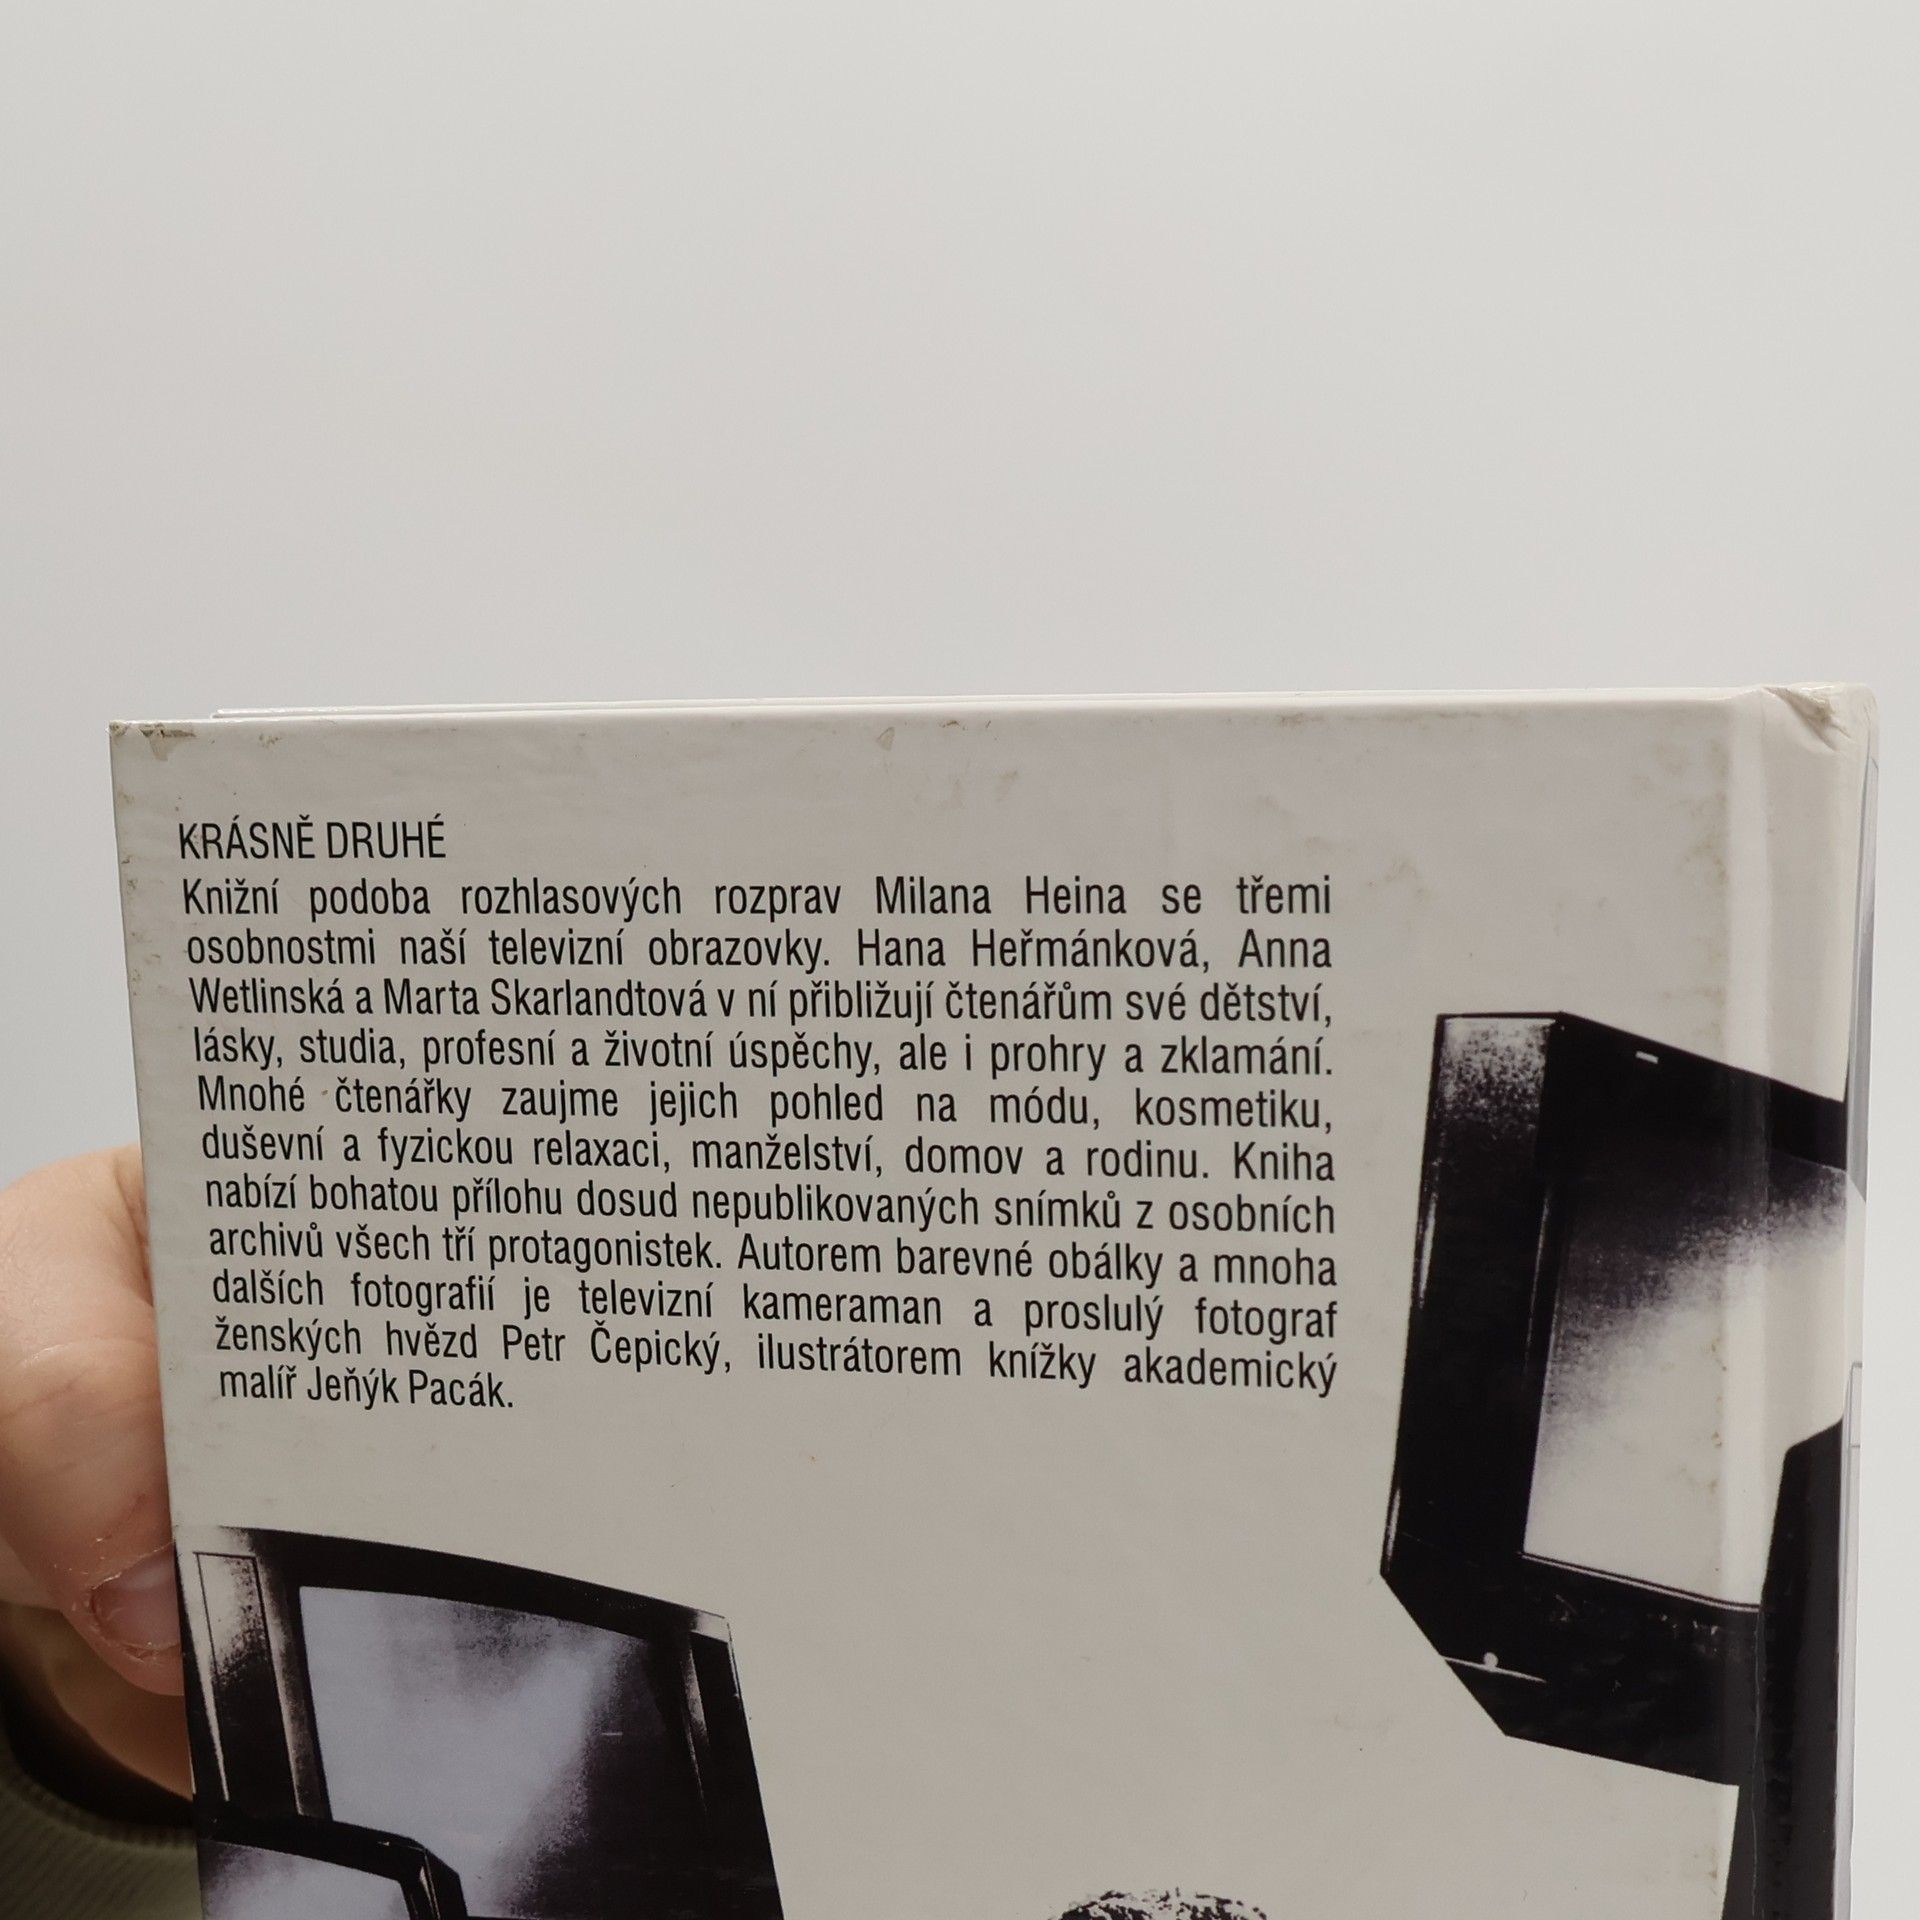 KRÁSNĚ DRUHÉ
Knižní podoba rozhlasových rozprav Milana Heina se třemi
osobnostmi naší televizní obrazovky. Hana Heřmánková, Anna
Wetlinská a Marta Skarlandtová v ní přibližují čtenářům své dětství,
lásky, studia, profesní a životní úspěchy, ale i prohry a zklamání.
Mnohé čtenářky zaujme jejich pohled na módu, kosmetiku,
duševní a fyzickou relaxaci, manželství, domov a rodinu. Kniha
nabízí bohatou přílohu dosud nepublikovaných snímků z osobních
archivů všech tří protagonistek. Autorem barevné obálky a mnoha
dalších fotografií je televizní kameraman a proslulý fotograf
ženských hvězd Petr Čepický, ilustrátorem knížky akademický
malíř Jeňýk Pacák.